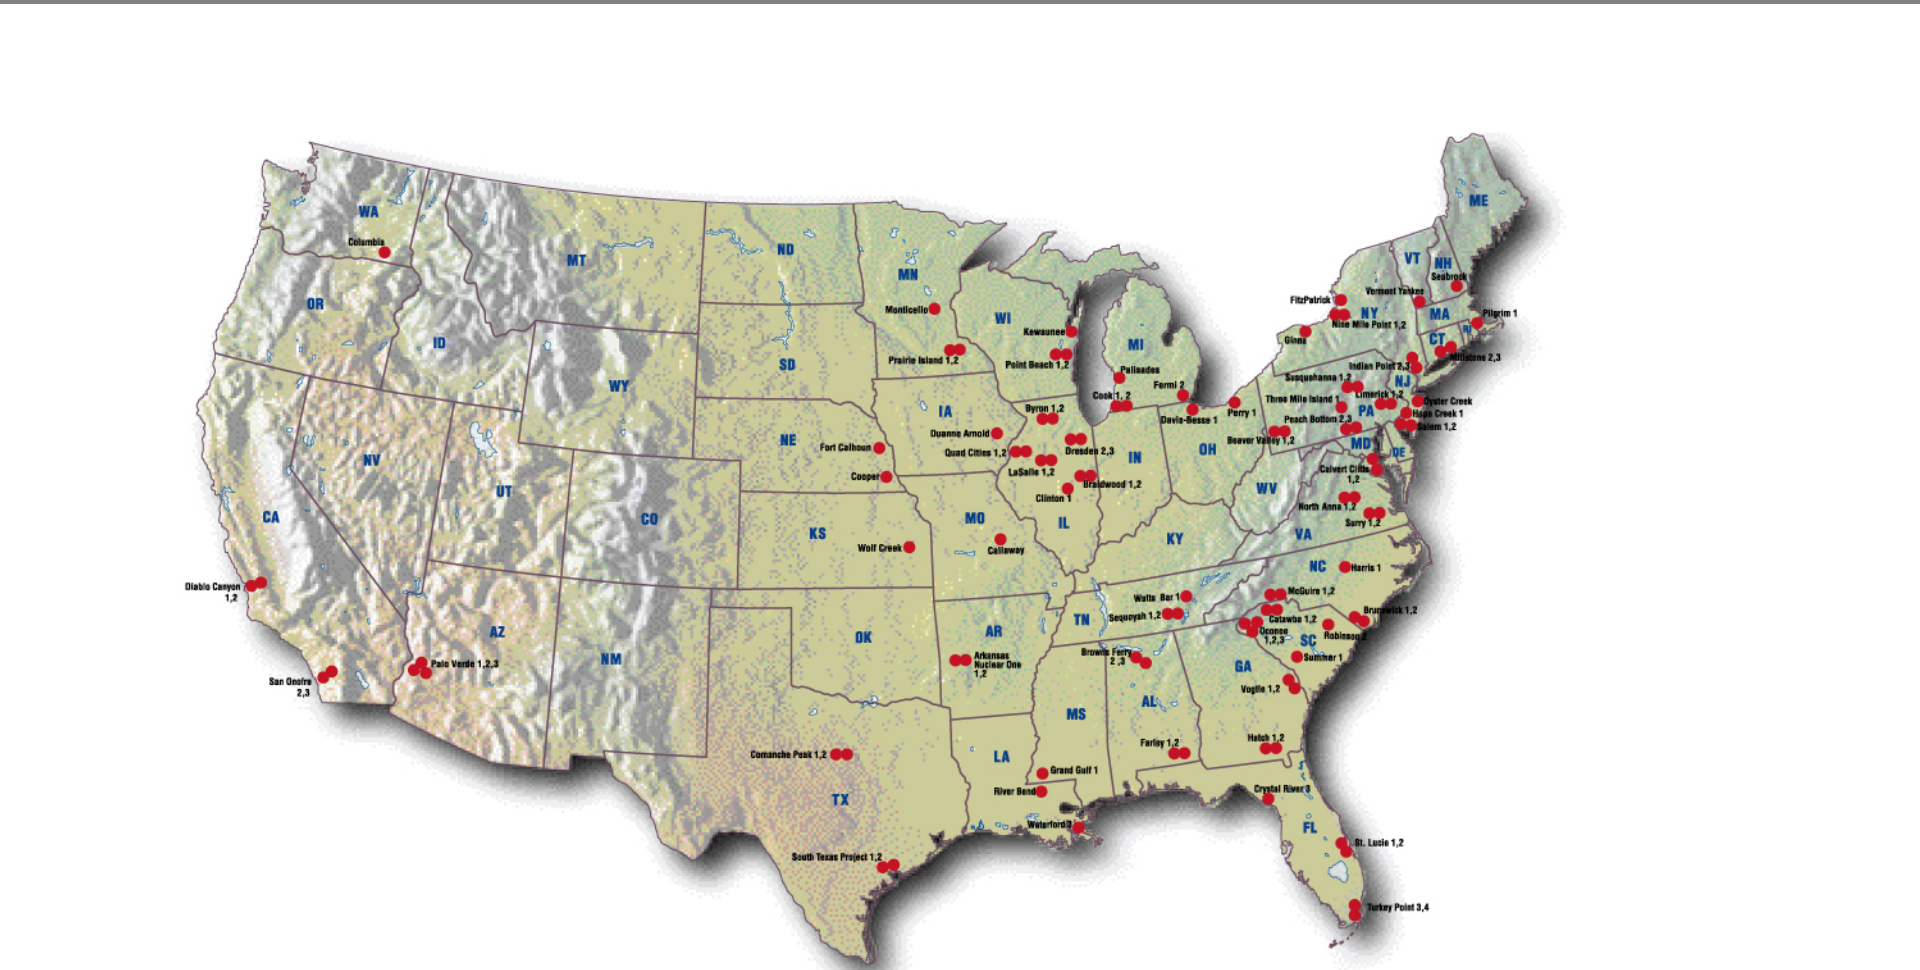 WA
Columbia
OR
ID
MT
ND
SD
WY
NE
NV
UT
CO
KS
CA
AZ
NM
OK
TX
MN
Monticello
Prairie Island 1,2
WI
Kewaunee
Point Beach 1,2
MI
Palisades
Cook 1, 2
Fermi 2
Davis-Besse 1
Perry 1
IA
Duanne Arnold
Quad Cities 1,2
Byron 1,2
Dresden 2,3
LaSalle 1,2
Braidwood 1,2
Clinton 1
IL
IN
OH
Fort Calhoun
Cooper
Wolf Creek
MO
Callaway
KY
WV
VA
Diablo Canyon
1,2
San Onofre
2,3
Palo Verde 1,2,3
AR
Arkansas
Nuclear One
1,2
TN
Watts Bar 1
Sequoyah 1,2
Browns Ferry
2 ,3
MS
AL
GA
LA
Comanche Peak 1,2
South Texas Project 1,2
Grand Gulf 1
River Bend
Waterford 3
Farley 1,2
Hatch 1,2
Vogtle 1,2
Crystal River 3
FL
St. Lucie 1,2
Turkey Point 3,4
ME
VT
NH
Seabrook
Vermont Yankee
FitzPatrick
NY
Nine Mile Point 1,2
Ginna
MA
Pilgrim 1
CT
RI
Millstone 2,3
Indian Point 2,3
Susquehanna 1,2
NJ
Limerick 1,2
Three Mile Island 1
PA
Oyster Creek
Hope Creek 1
Salem 1,2
Peach Bottom 2,3
Beaver Valley 1,2
MD
DE
Calvert Cliffs
1,2
North Anna 1,2
Surry 1,2
NC
Harris 1
McGuire 1,2
Catawba 1,2
Brunswick 1,2
Oconee
1,2,3
SC
Robinson 2
Summer 1